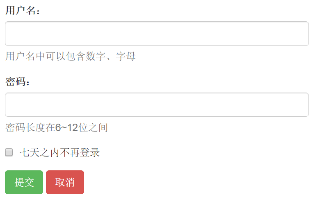 用户名：
用户名中可以包含数字、字母
密码：
密码长度在6~12位之间
七天之内不再登录
提交 取消